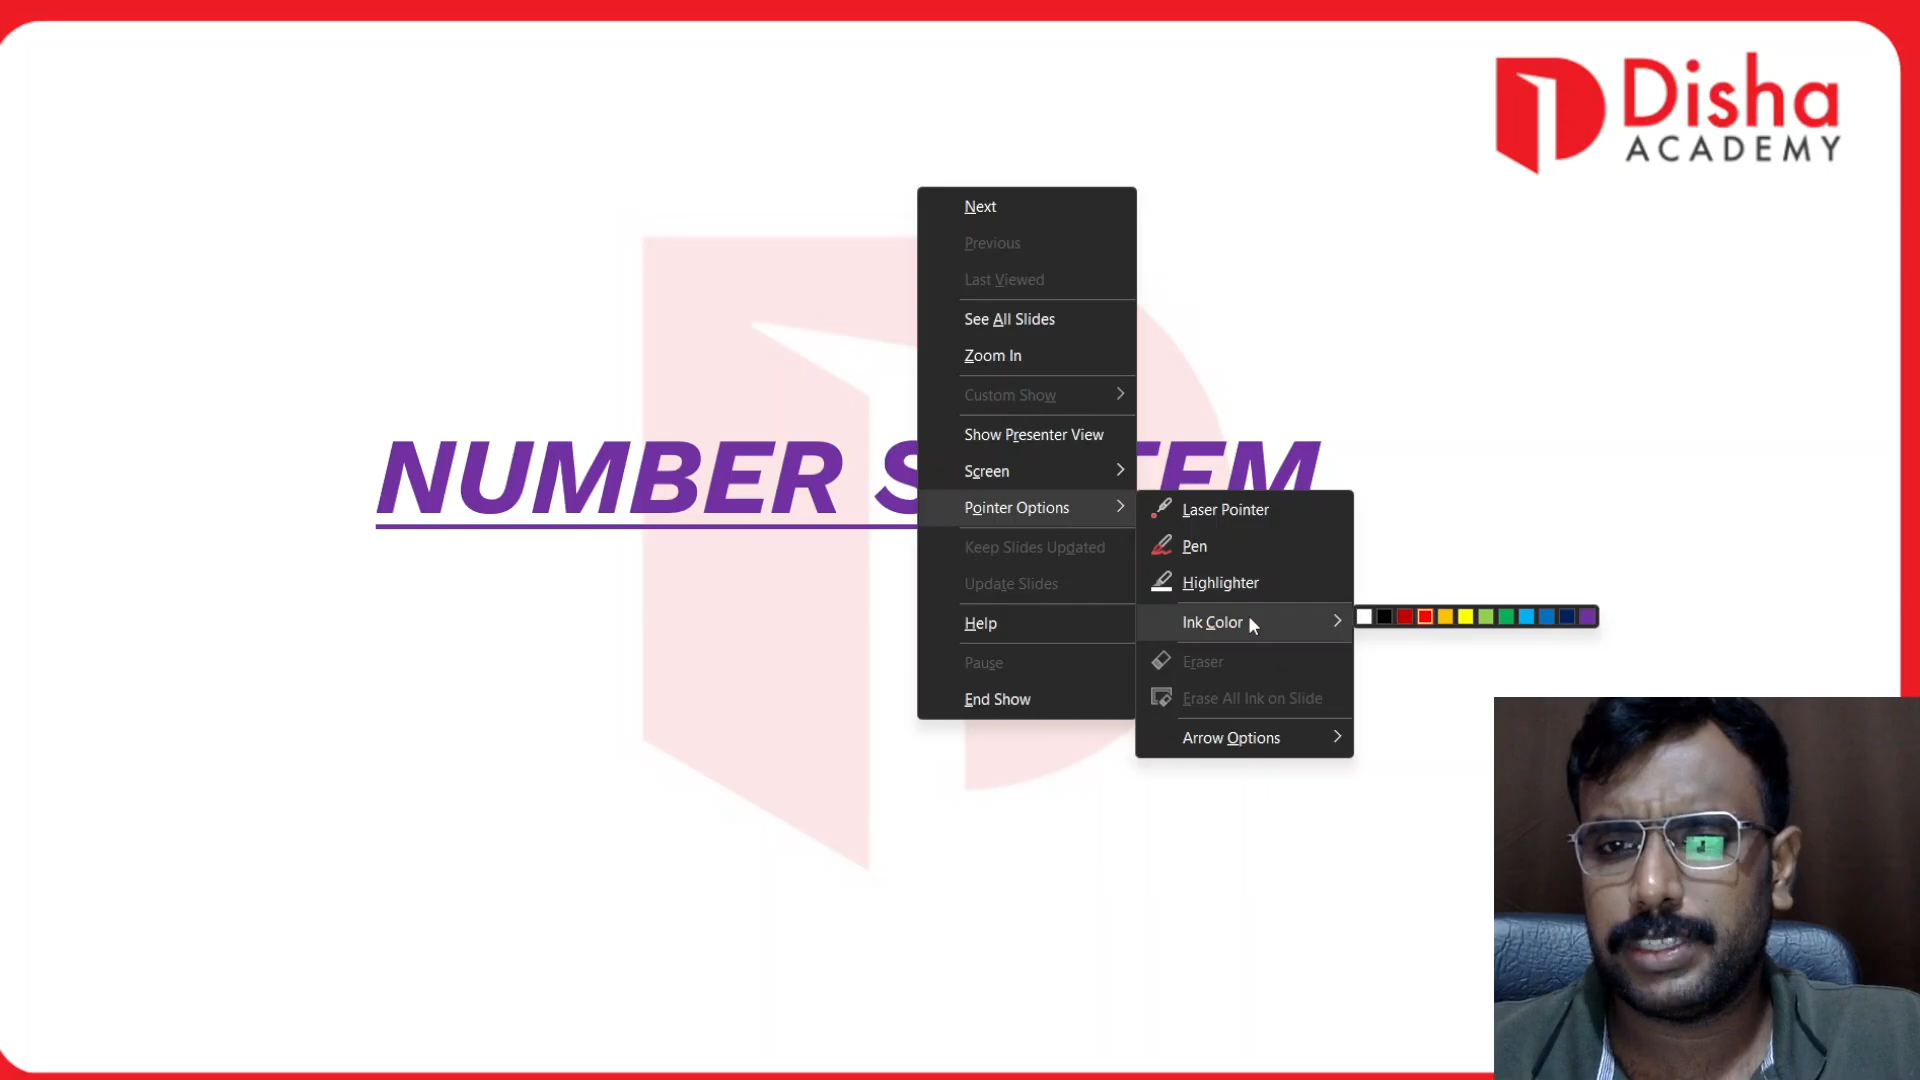 Disha
ACADEMY
NUMBER S TEM
Next
Previous
Last Viewed
See All Slides
Zoom In
Custom Show
Show Presenter View
Screen
Pointer Options
Keep Slides Updated
Update Slides
Help
Pause
End Show
Laser Pointer
Pen
Highlighter
Ink Color
Eraser
Erase All Ink on Slide
Arrow Options